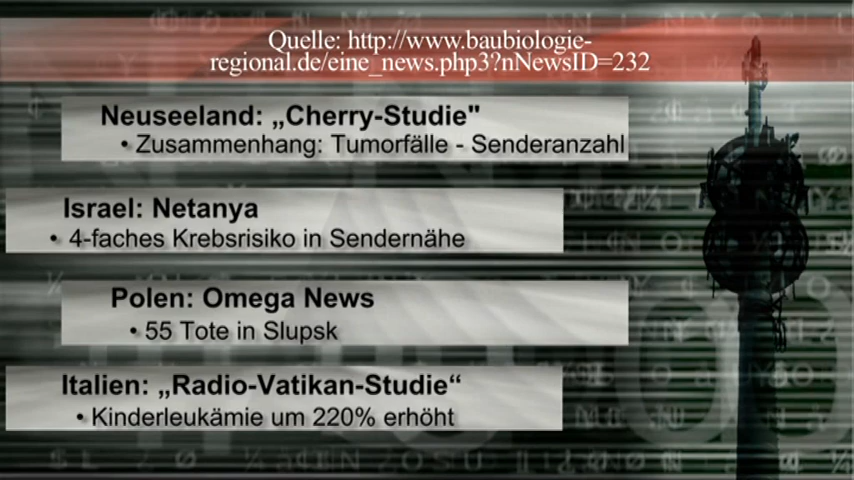 Quelle: http://www.baubiologie-
regional.de/eine_news.php3?nNewsID=232
Neuseeland: „Cherry-Studie"
• Zusammenhang: Tumorfälle - Senderanzahl
Israel: Netanya
• 4-faches Krebsrisiko in Sendernähe
Polen: Omega News
• 55 Tote in Slupsk
Italien: „Radio-Vatikan-Studie“
• Kinderleukämie um 220% erhöht